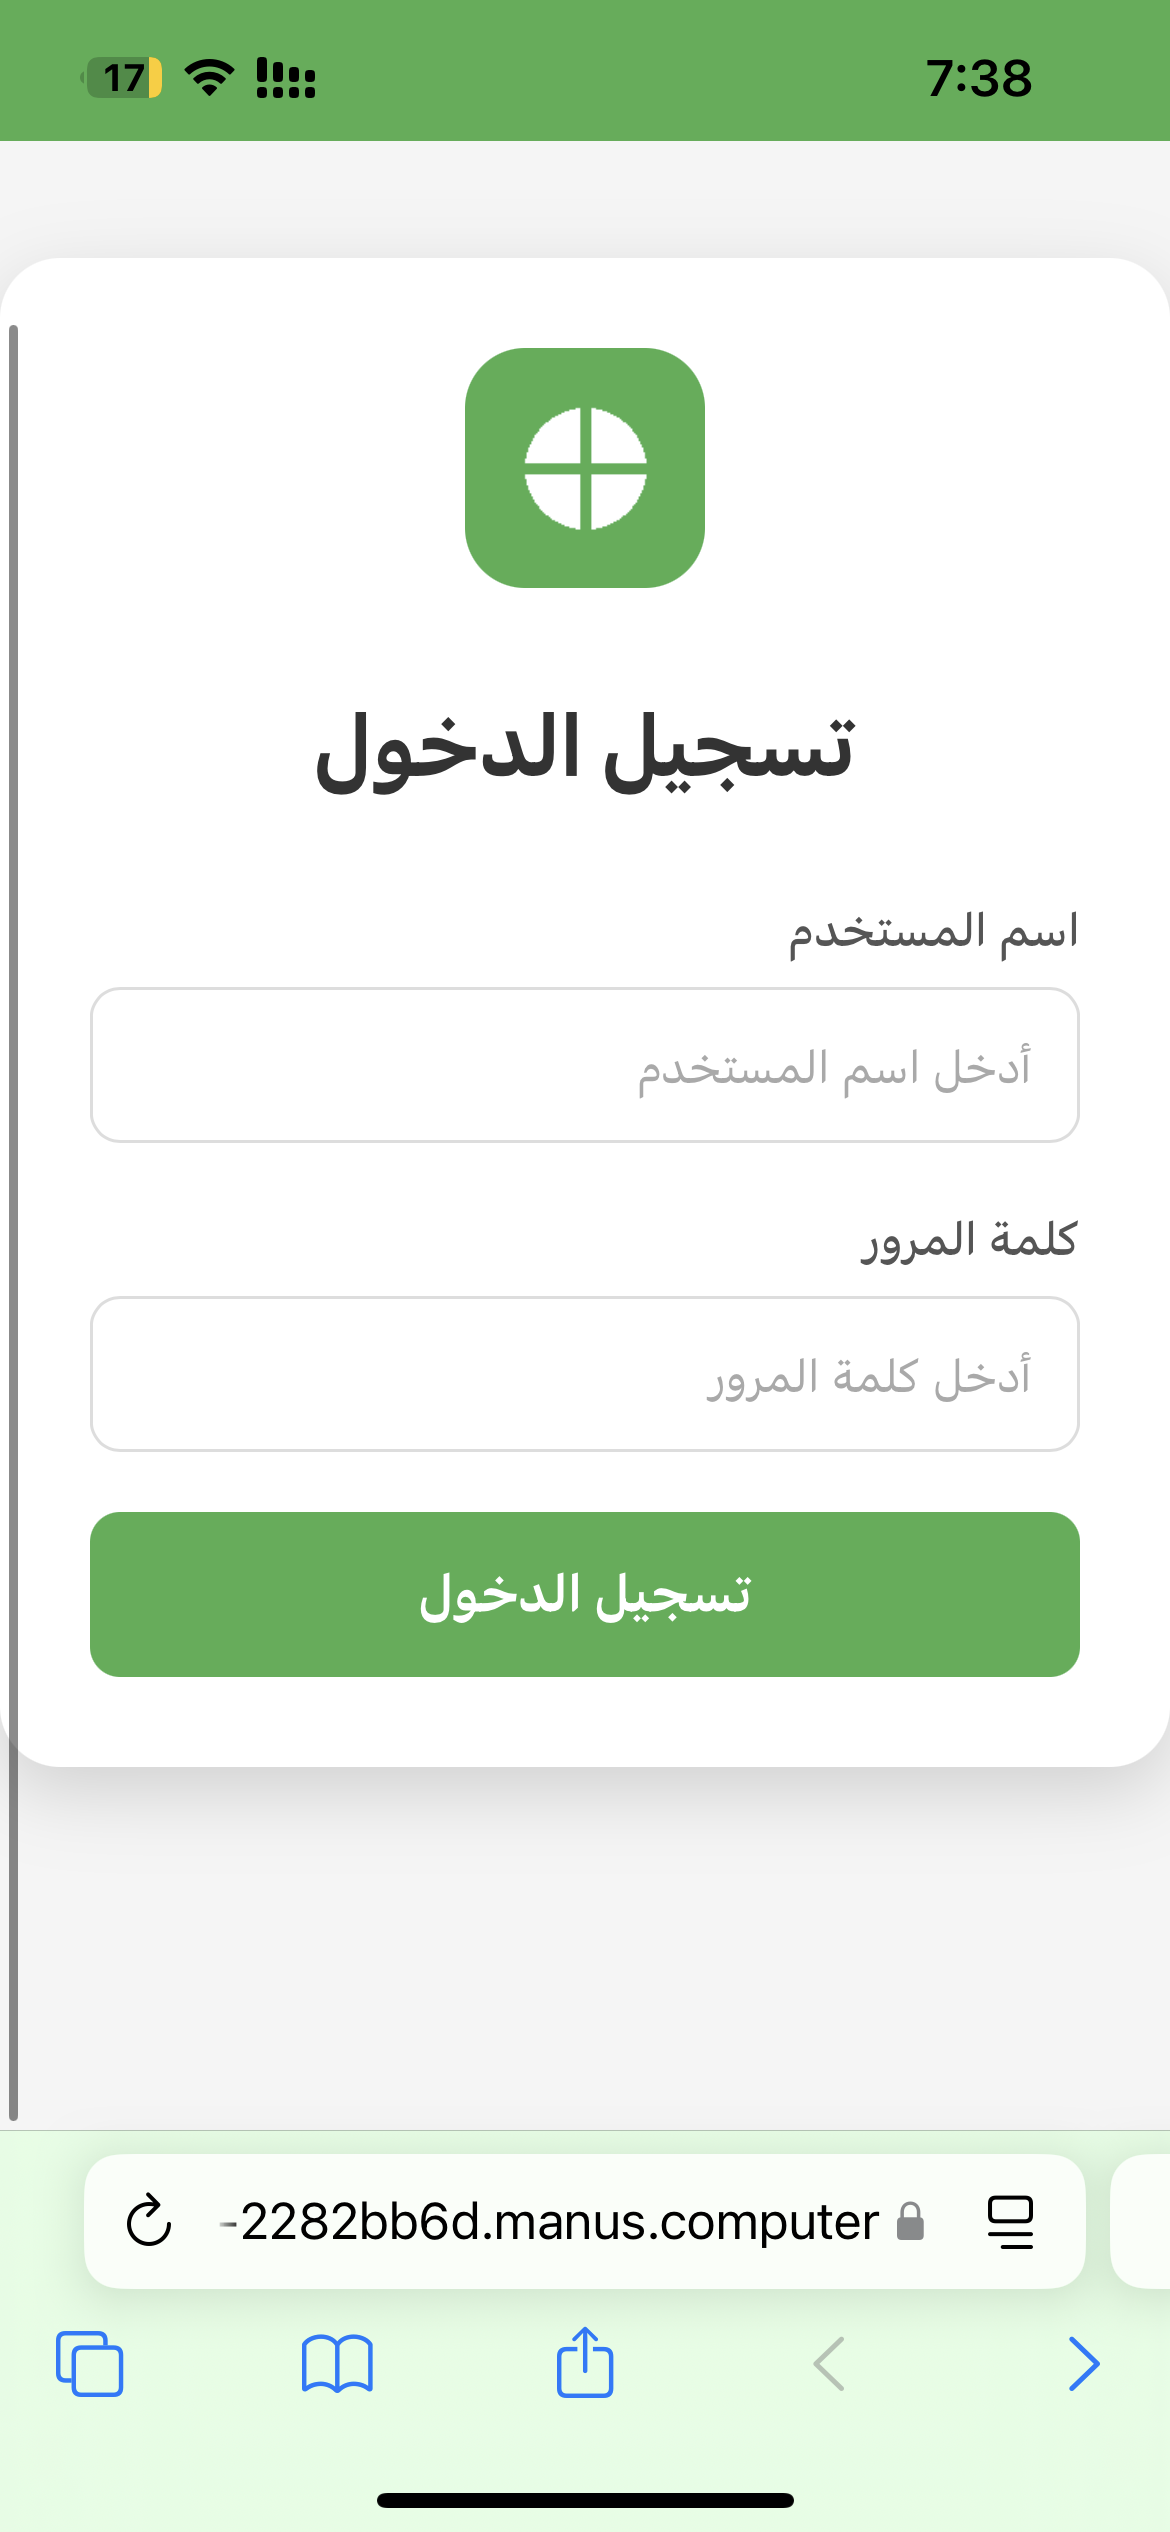 7:38
17
تسجيل الدخول
اسم المستخدم
أدخل اسم المستخدم
كلمة المرور
أدخل كلمة المرور
تسجيل الدخول
-2282bb6d.manus.computer